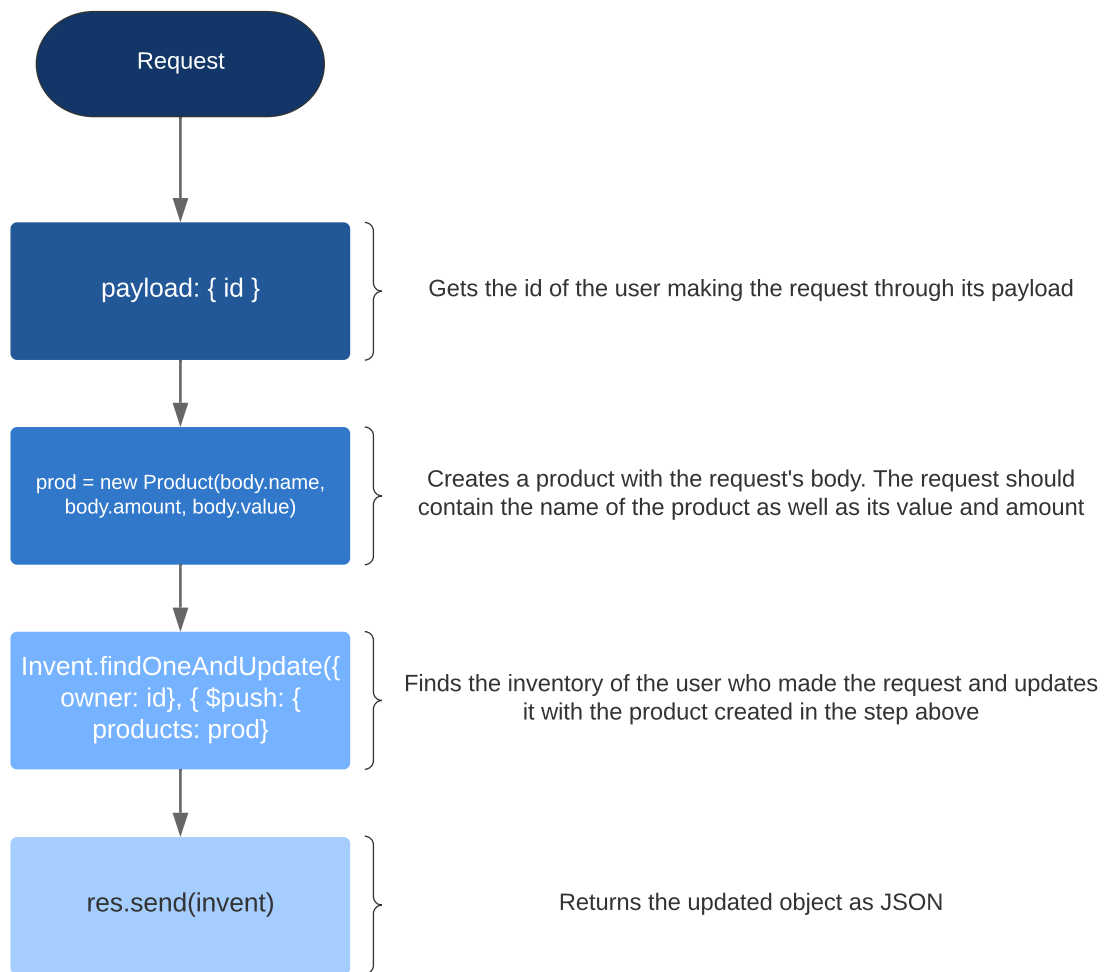 Request
payload: { id }
Gets the id of the user making the request through its payload
prod = new Product(body.name,
body.amount, body.value)
Creates a product with the request's body. The request should
contain the name of the product as well as its value and amount
Invent.findOneAndUpdate({
owner: id}, { $push: {
products: prod}
Finds the inventory of the user who made the request and updates
it with the product created in the step above
res.send(invent)
Returns the updated object as JSON